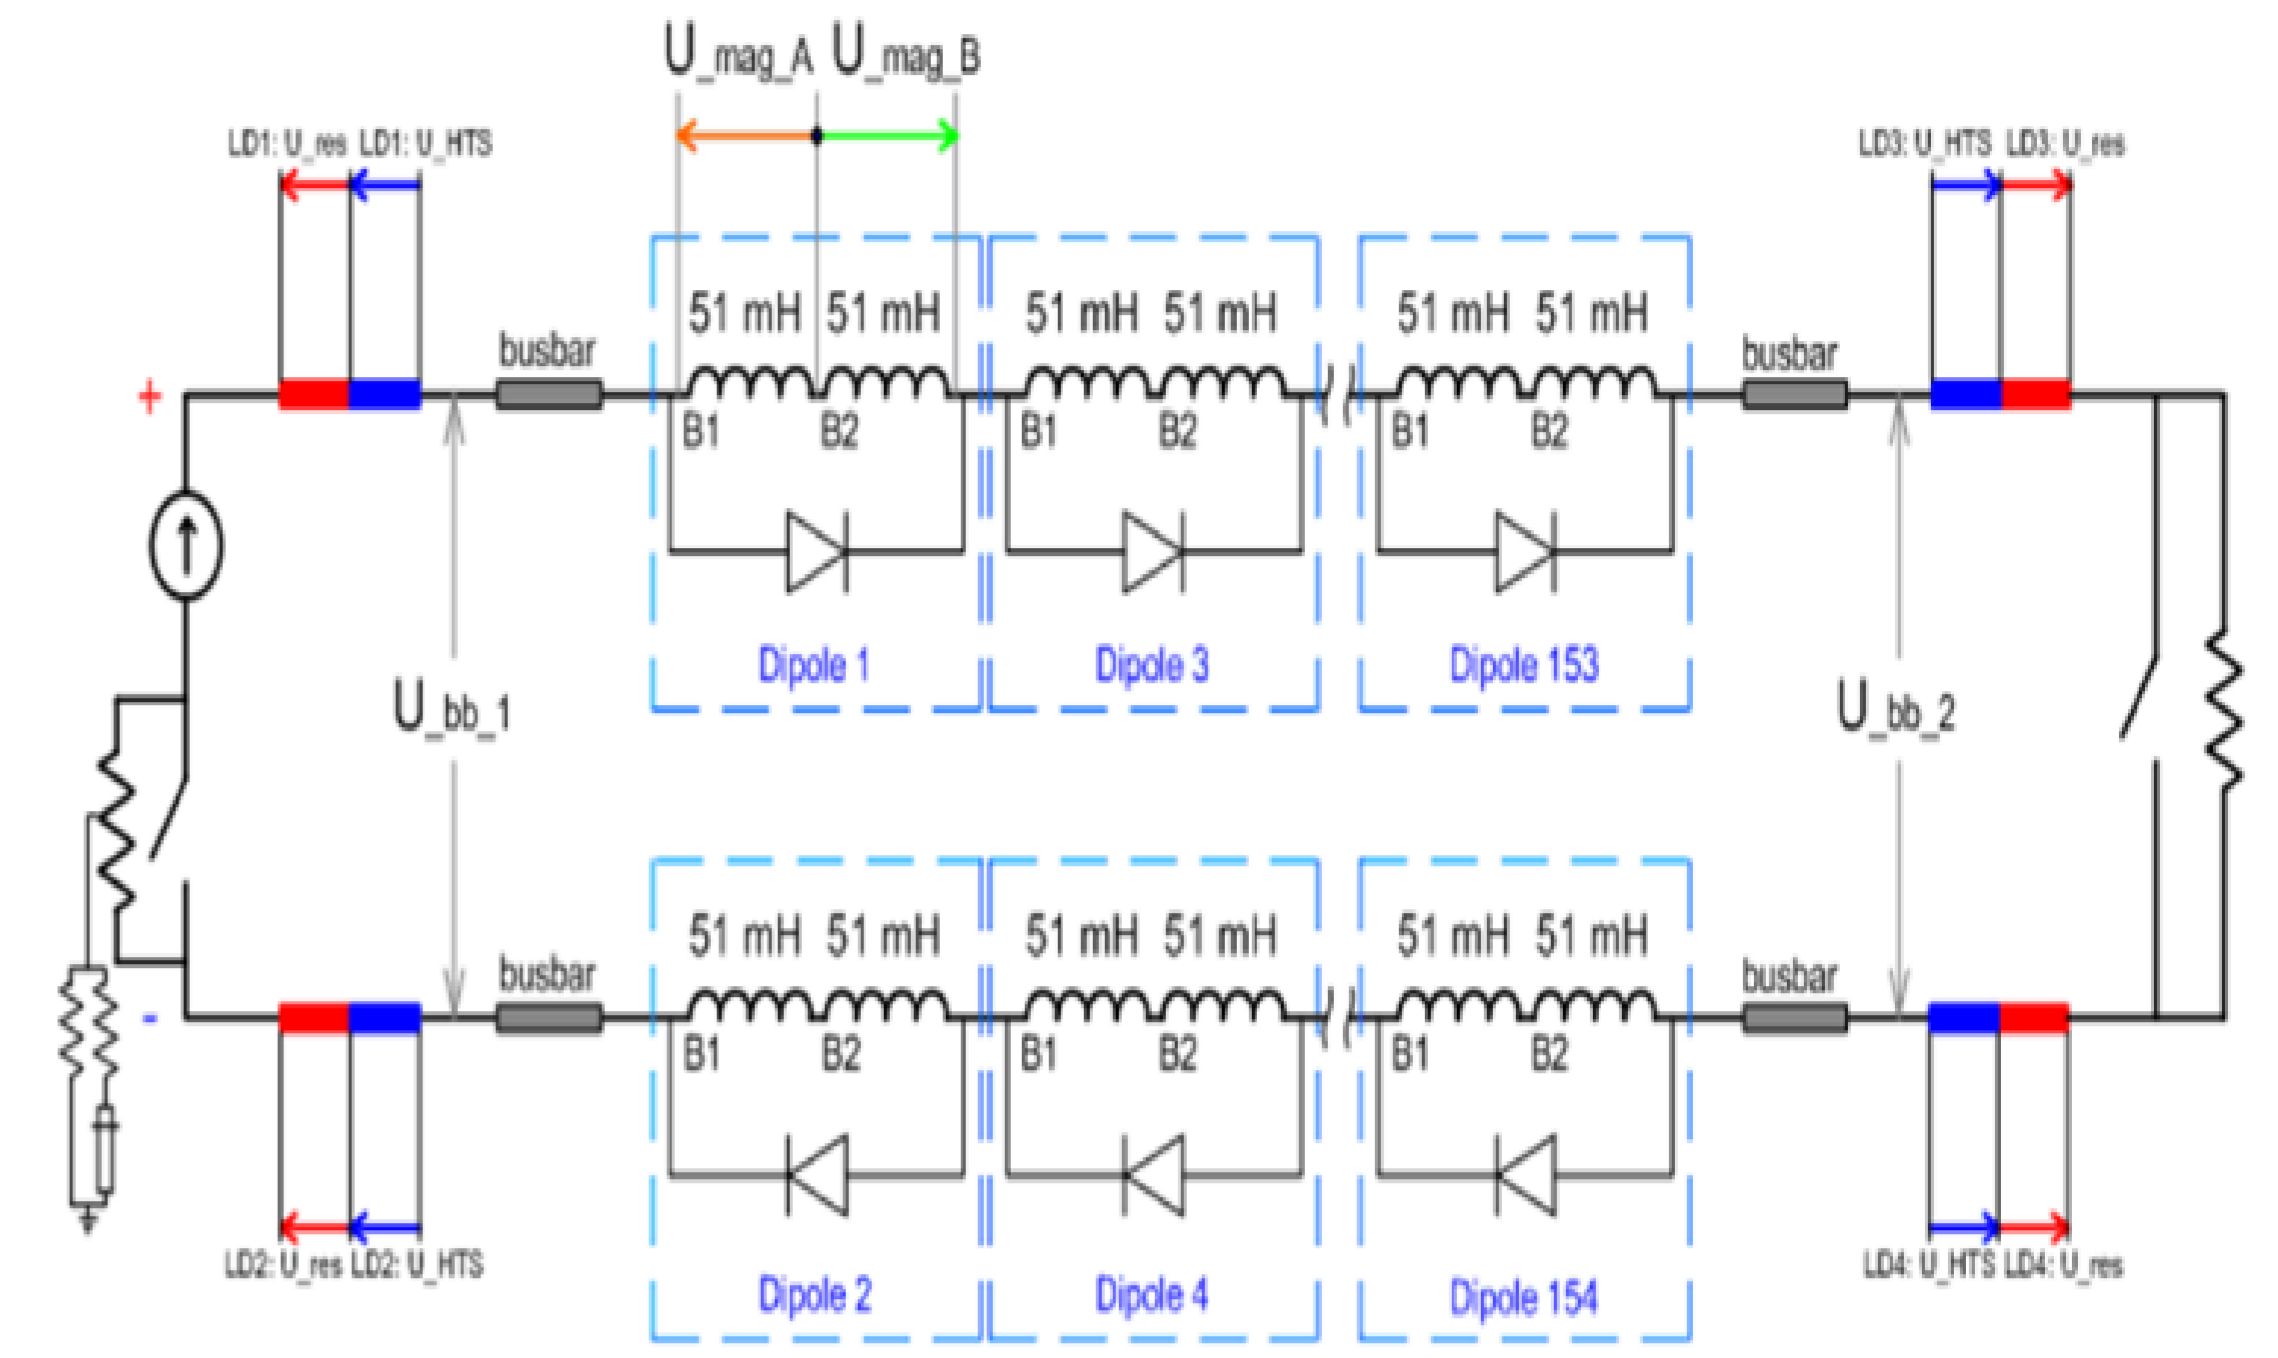 U_mag_A U_mag_B
LD1: U_res LD1: U_HTS
LD3: U_HTS LD3: U_res
51 mH 51 mH 51 mH 51 mH 51 mH 51 mH
busbar busbar
+
B1 B2 B1 B2 B1 B2
Dipole 1 Dipole 3 Dipole 153
U_bb_1 U_bb_2
51 mH 51 mH 51 mH 51 mH 51 mH 51 mH
busbar busbar
-
B1 B2 B1 B2 B1 B2
LD2: U_res LD2: U_HTS
LD4: U_HTS LD4: U_res
Dipole 2 Dipole 4 Dipole 154